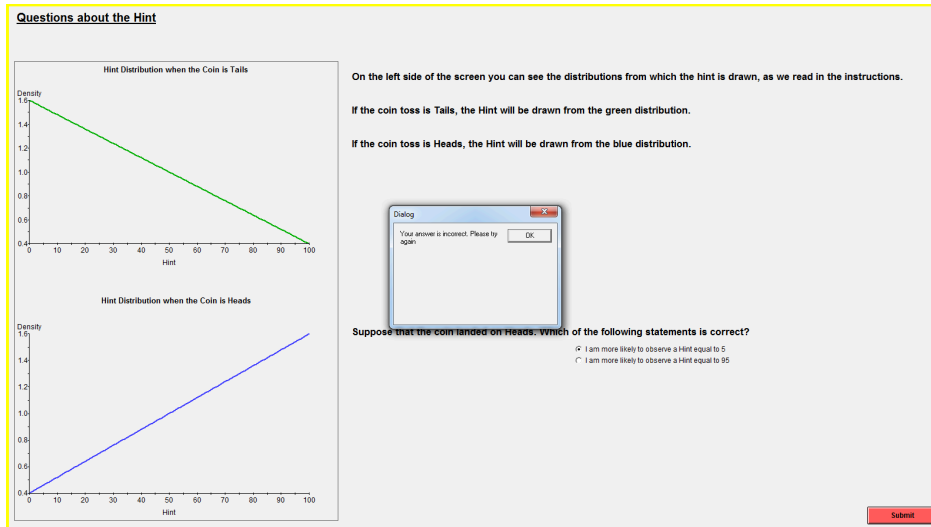 Questions about the Hint
Hint Distribution when the Coin is Tails
Density
1.6
1.4
1.2
1.0
0.8
0.6
0.4
0 10 20 30 40 50 60 70 80 90 100
Hint
Hint Distribution when the Coin is Heads
Density
1.6
1.4
1.2
1.0
0.8
0.6
0.4
0 10 20 30 40 50 60 70 80 90 100
Hint
On the left side of the screen you can see the distributions from which the hint is drawn, as we read in the instructions.
If the coin toss is Tails, the Hint will be drawn from the green distribution.
If the coin toss is Heads, the Hint will be drawn from the blue distribution.
Dialog
Your answer is incorrect. Please try
again
OK
Suppose that the coin landed on Heads. Which of the following statements is correct?
I am more likely to observe a Hint equal to 5
I am more likely to observe a Hint equal to 95
Submit